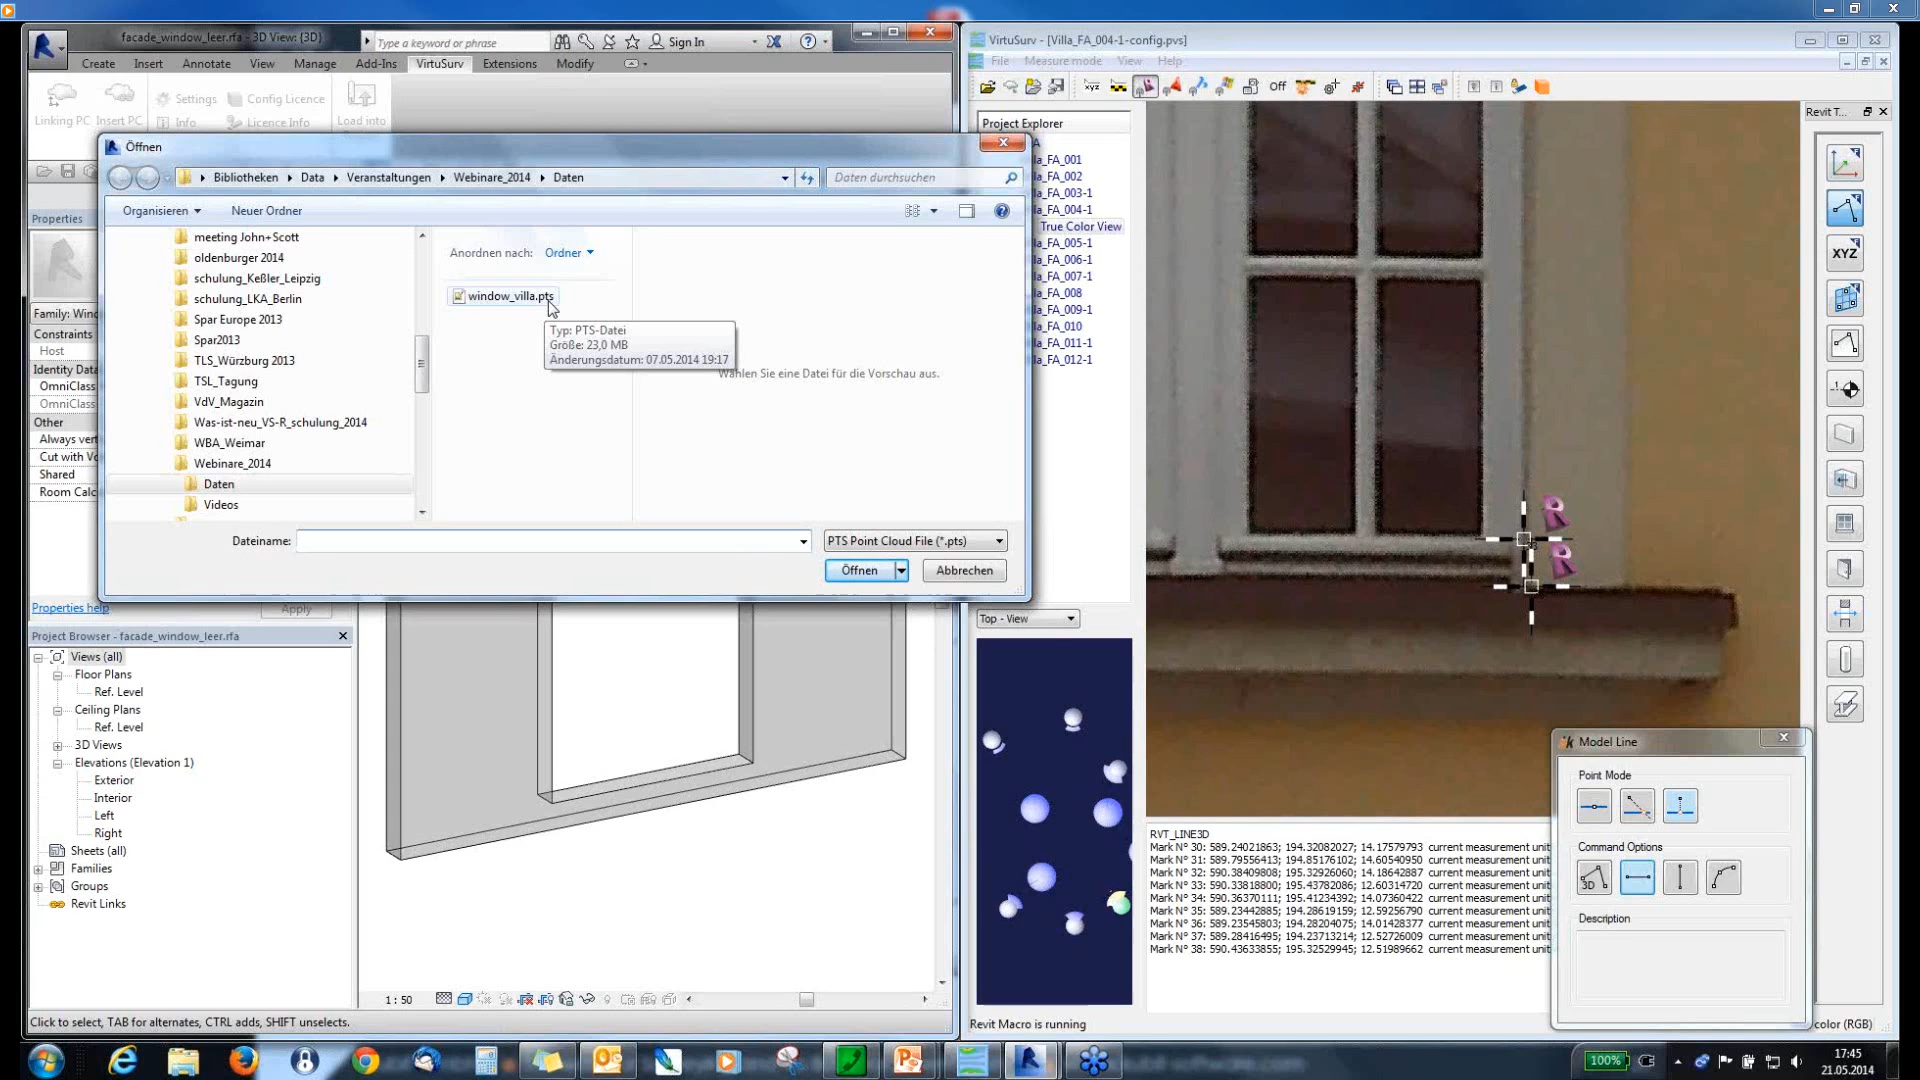 facade_window_leer.rfa - 3D View: {3D}
Type a keyword or phrase
Sign In
Create Insert Annotate View Manage Add-Ins VirtuSurv Extensions Modify
Linking PC
Insert PC
Settings
Info
Config Licence
Licence Info
Load into
Properties
Constraints
Host
Identity Data
OmniClass
OmniClass
Other
Always vert
Cut with Vo
Shared
Room Calc
Properties help
Apply
Öffnen
Bibliotheken
Data
Veranstaltungen
Webinare_2014
Daten
Daten durchsuchen
Organisieren
Neuer Ordner
meeting John+Scott
oldenburger 2014
schulung_Keßler_Leipzig
schulung_LKA_Berlin
Spar Europe 2013
Spar2013
TLS_Würzburg 2013
TSL_Tagung
VdV_Magazin
Was-ist-neu_VS-R_schulung_2014
WBA_Weimar
Webinare_2014
Daten
Videos
Anordnen nach: Ordner
window_villa.pts
Typ: PTS-Datei
Größe: 23,0 MB
Änderungsdatum: 07.05.2014 19:17
Wählen Sie eine Datei für die Vorschau aus.
Dateiname:
PTS Point Cloud File (*.pts)
Öffnen
Abbrechen
Project Browser - facade_window_leer.rfa
Views (all)
Floor Plans
Ref. Level
Ceiling Plans
Ref. Level
3D Views
Elevations (Elevation 1)
Exterior
Interior
Left
Right
Sheets (all)
Families
Groups
Revit Links
1 : 50
Click to select, TAB for alternates, CTRL adds, SHIFT unselects.
VirtuSurv - [Villa_FA_004-1-config.pvs]
File Measure mode View Help
xyz
Off
Project Explorer
lla_FA_001
lla_FA_002
lla_FA_003-1
lla_FA_004-1
True Color View
lla_FA_005-1
lla_FA_006-1
lla_FA_007-1
lla_FA_008
lla_FA_009-1
lla_FA_010
lla_FA_011-1
lla_FA_012-1
Revit T...
XYZ
Top - View
RVT_LINE3D
Mark N° 30: 589.24021863; 194.32082027; 14.17579793 current measurement unit
Mark N° 31: 589.79556413; 194.85176102; 14.60540950 current measurement unit
Mark N° 32: 590.38409808; 195.32926060; 14.18642887 current measurement unit
Mark N° 33: 590.33818800; 195.43782086; 12.60314720 current measurement unit
Mark N° 34: 590.36370111; 195.41234392; 14.07360422 current measurement unit
Mark N° 35: 589.23442885; 194.28619159; 12.59256790 current measurement unit
Mark N° 36: 589.23545803; 194.28204075; 14.01428377 current measurement unit
Mark N° 37: 589.28416495; 194.23713214; 12.52726009 current measurement unit
Mark N° 38: 590.43633855; 195.32529945; 12.51989662 current measurement unit
Model Line
Point Mode
Command Options
3D
Description
Revit Macro is running
color (RGB)
100%
17:45
21.05.2014